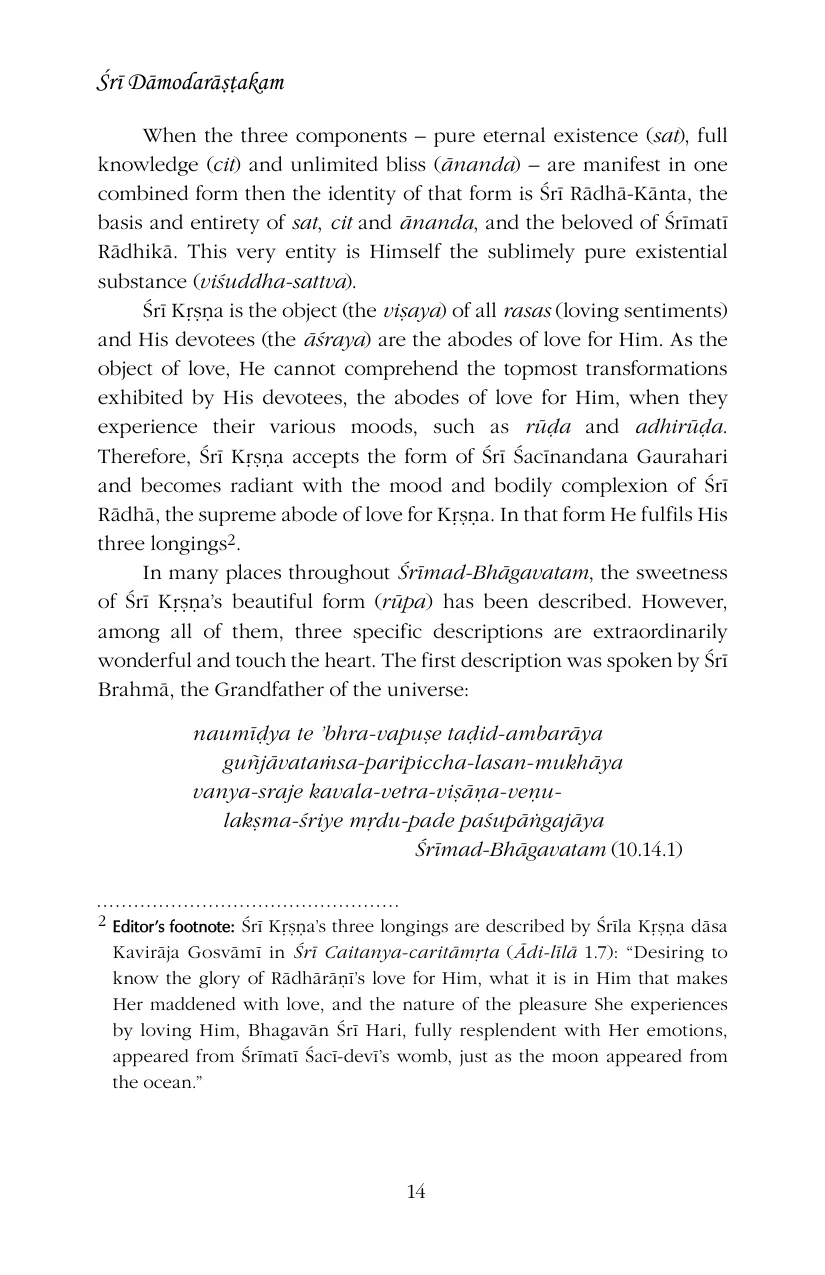 Śrī Dāmodarāṣṭakam
When the three components – pure eternal existence (sat), full
knowledge (cit) and unlimited bliss (ānanda) – are manifest in one
combined form then the identity of that form is Śrī Rādhā-Kānta, the
basis and entirety of sat, cit and ānanda, and the beloved of Śrīmatī
Rādhikā. This very entity is Himself the sublimely pure existential
substance (viśuddha-sattva).
Śrī Kṛṣṇa is the object (the viṣaya) of all rasas (loving sentiments)
and His devotees (the āśraya) are the abodes of love for Him. As the
object of love, He cannot comprehend the topmost transformations
exhibited by His devotees, the abodes of love for Him, when they
experience their various moods, such as rūḍa and adhirūḍa.
Therefore, Śrī Kṛṣṇa accepts the form of Śrī Śacīnandana Gaurahari
and becomes radiant with the mood and bodily complexion of Śrī
Rādhā, the supreme abode of love for Kṛṣṇa. In that form He fulfils His
three longings2.
In many places throughout Śrīmad-Bhāgavatam, the sweetness
of Śrī Kṛṣṇa’s beautiful form (rūpa) has been described. However,
among all of them, three specific descriptions are extraordinarily
wonderful and touch the heart. The first description was spoken by Śrī
Brahmā, the Grandfather of the universe:
naumīḍya te ’bhra-vapuṣe taḍid-ambarāya
guñjāvataṁsa-paripiccha-lasan-mukhāya
vanya-sraje kavala-vetra-viṣāṇa-veṇu-
lakṣma-śriye mṛdu-pade paśupāṅgajāya
Śrīmad-Bhāgavatam (10.14.1)
2 Editor’s footnote: Śrī Kṛṣṇa’s three longings are described by Śrīla Kṛṣṇa dāsa
Kavirāja Gosvāmī in Śrī Caitanya-caritāmṛta (Ādi-līlā 1.7): “Desiring to
know the glory of Rādhārāṇī’s love for Him, what it is in Him that makes
Her maddened with love, and the nature of the pleasure She experiences
by loving Him, Bhagavān Śrī Hari, fully resplendent with Her emotions,
appeared from Śrīmatī Śacī-devī’s womb, just as the moon appeared from
the ocean.”
14